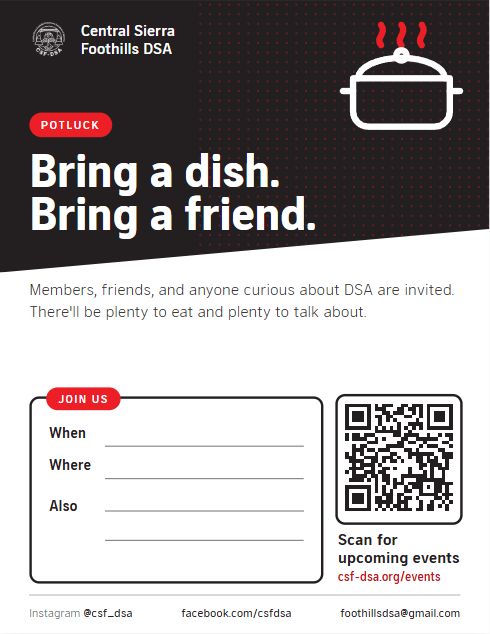 CSF-DSA
Central Sierra
Foothills DSA
POTLUCK
Bring a dish.
Bring a friend.
Members, friends, and anyone curious about DSA are invited.
There'll be plenty to eat and plenty to talk about.
JOIN US
When
Where
Also
Scan for
upcoming events
csf-dsa.org/events
Instagram @csf_dsa
facebook.com/csfdsa
foothillsdsa@gmail.com